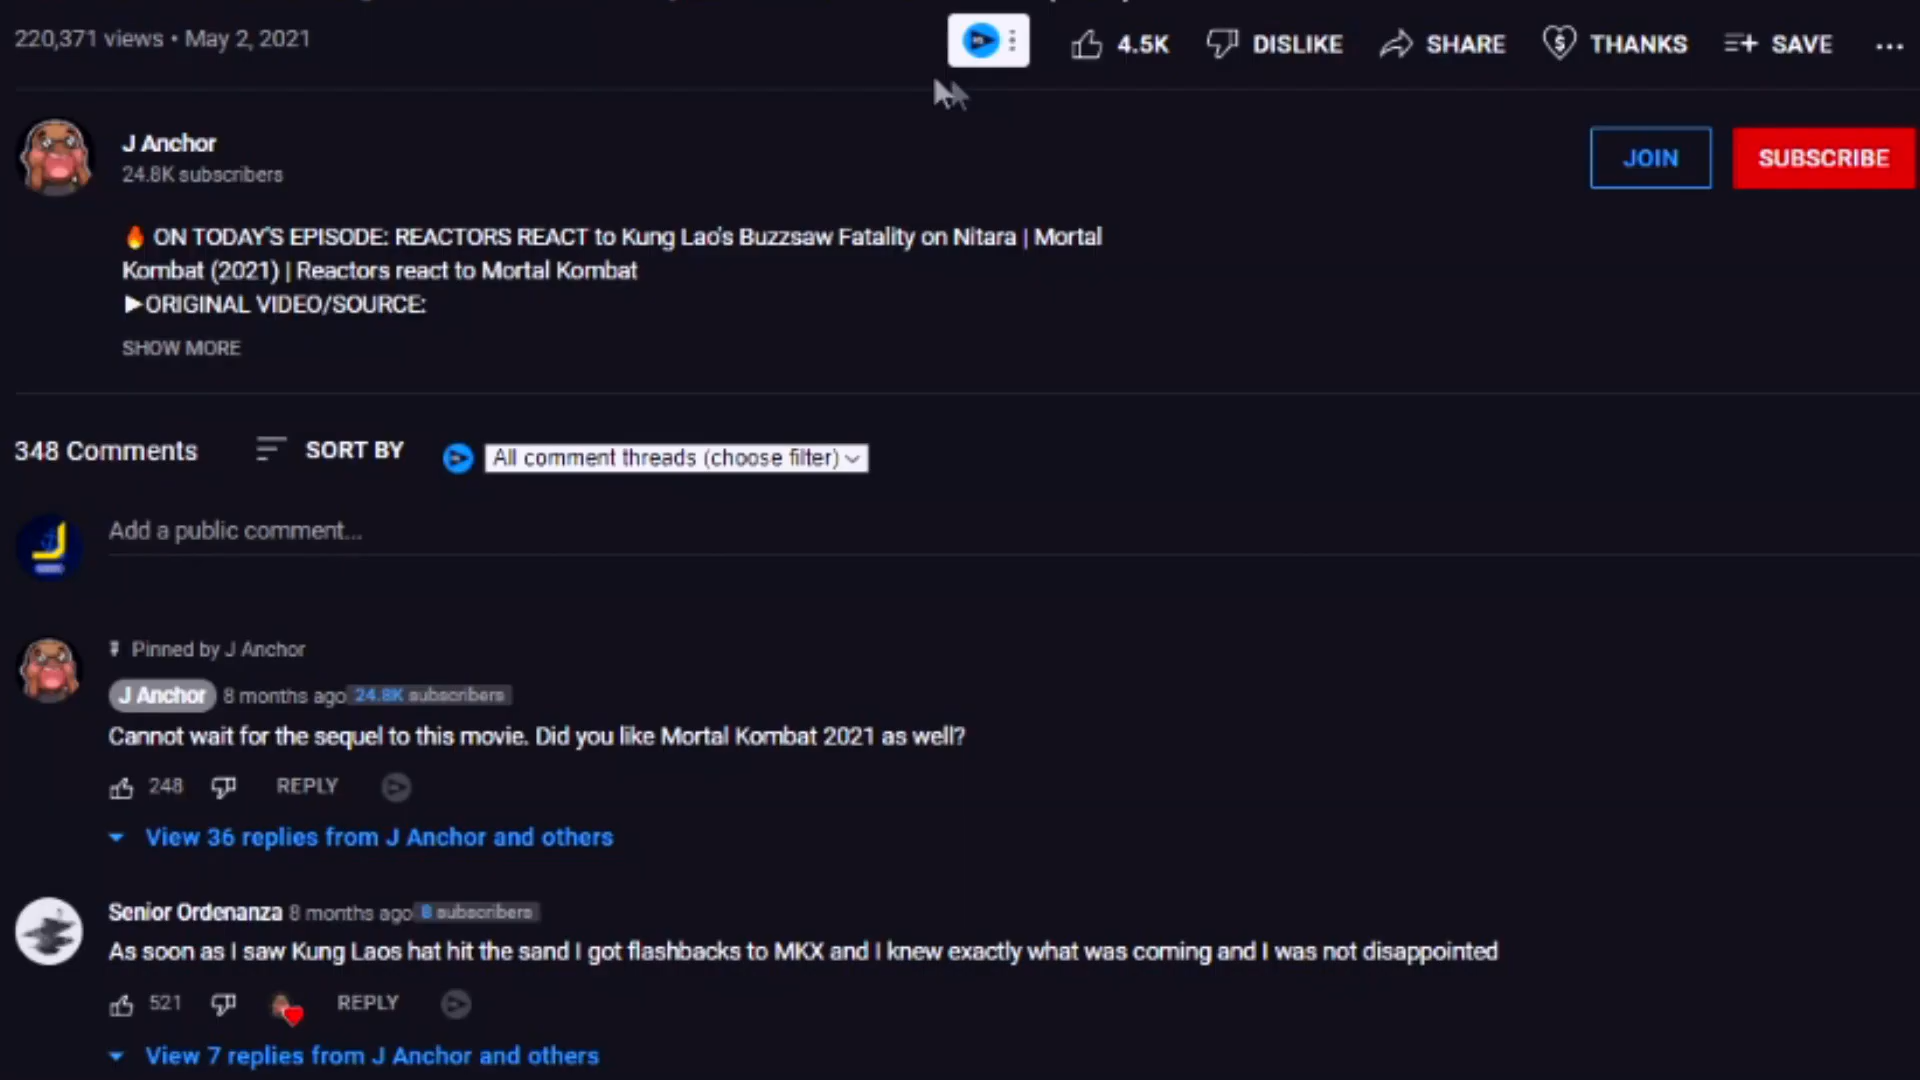 220,371 views • May 2, 2021
4.5K DISLIKE SHARE THANKS SAVE
J Anchor
24.8K subscribers
JOIN SUBSCRIBE
🔥 ON TODAY'S EPISODE: REACTORS REACT to Kung Lao's Buzzsaw Fatality on Nitara | Mortal
Kombat (2021) | Reactors react to Mortal Kombat
▶ORIGINAL VIDEO/SOURCE:
SHOW MORE
348 Comments SORT BY All comment threads (choose filter)
Add a public comment...
Pinned by J Anchor
J Anchor 8 months ago 24.8K subscribers
Cannot wait for the sequel to this movie. Did you like Mortal Kombat 2021 as well?
248 REPLY
View 36 replies from J Anchor and others
Senior Ordenanza 8 months ago 8 subscribers
As soon as I saw Kung Laos hat hit the sand I got flashbacks to MKX and I knew exactly what was coming and I was not disappointed
521 REPLY
View 7 replies from J Anchor and others